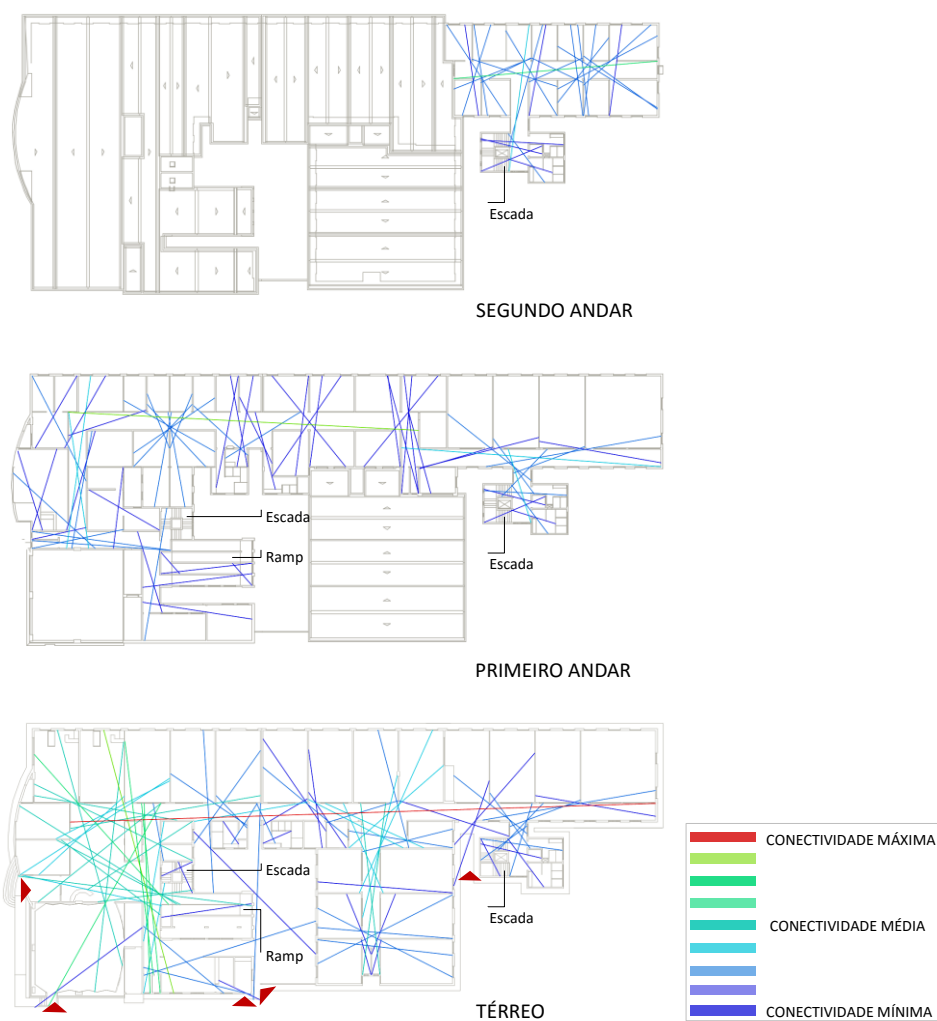 Escada
SEGUNDO ANDAR
Escada
Ramp
Escada
PRIMEIRO ANDAR
Escada
Escada
Ramp
TÉRREO
CONECTIVIDADE MÁXIMA
CONECTIVIDADE MÉDIA
CONECTIVIDADE MÍNIMA